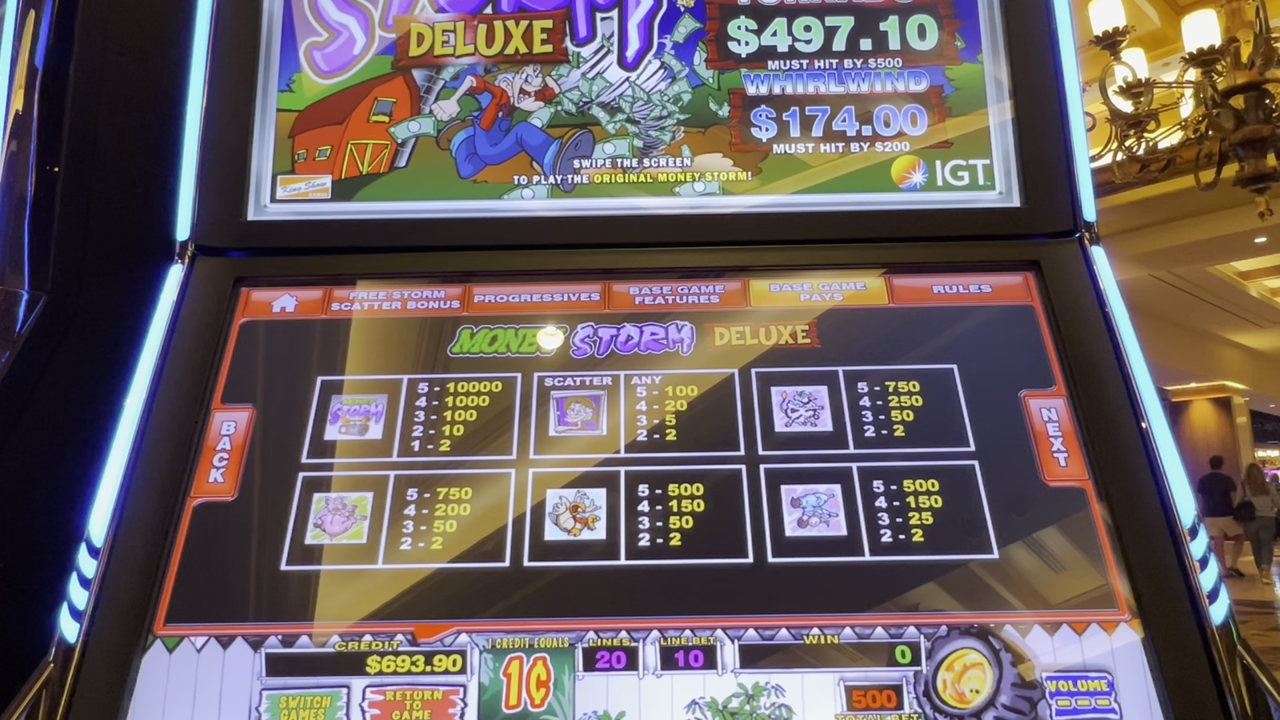 STORM
DELUXE
TORNADO
$497.10
MUST HIT BY $500
WHIRLWIND
$174.00
MUST HIT BY $200
SWIPE THE SCREEN
TO PLAY THE ORIGINAL MONEY STORM!
King Show
IGT
FREE STORM
SCATTER BONUS
PROGRESSIVES
BASE GAME
FEATURES
BASE GAME
PAYS
RULES
MONEY STORM DELUXE
STORM
5 - 10000
4 - 1000
3 - 100
2 - 10
1 - 2
SCATTER
ANY
5 - 100
4 - 20
3 - 5
2 - 2
5 - 750
4 - 250
3 - 50
2 - 2
BACK
NEXT
5 - 750
4 - 200
3 - 50
2 - 2
5 - 500
4 - 150
3 - 50
2 - 2
5 - 500
4 - 150
3 - 25
2 - 2
CREDIT
$693.90
1 CREDIT EQUALS
1¢
LINES
20
LINE BET
10
WIN
0
SWITCH
GAMES
RETURN
TO
GAME
500
TOTAL BET
VOLUME